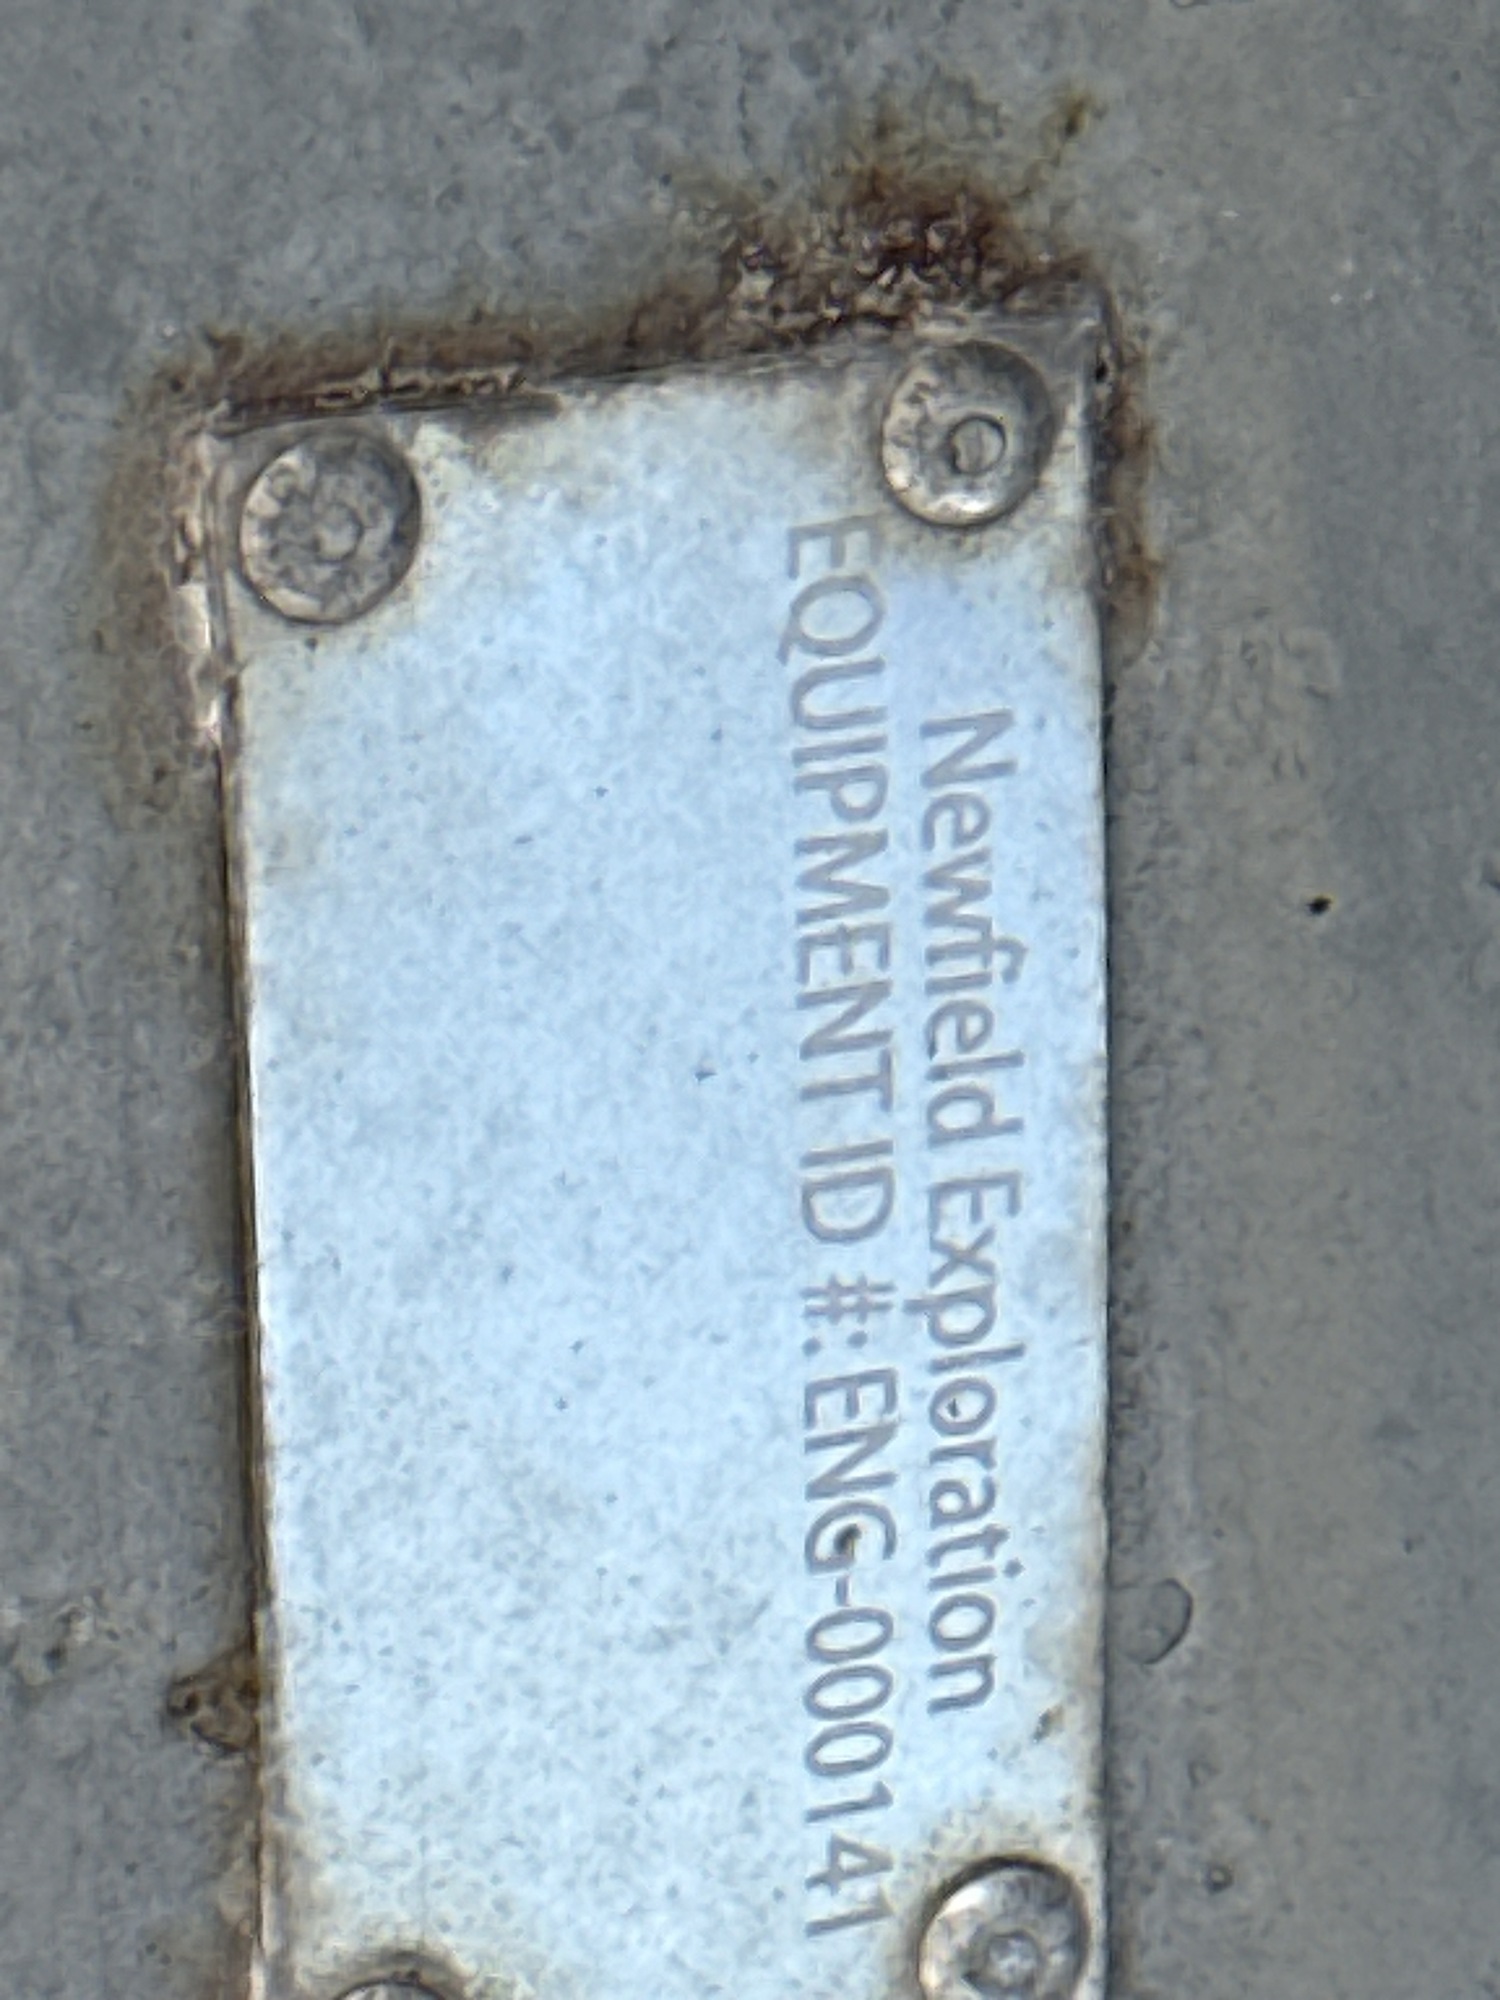 Newfield Exploration
EQUIPMENT ID #: ENG-000141